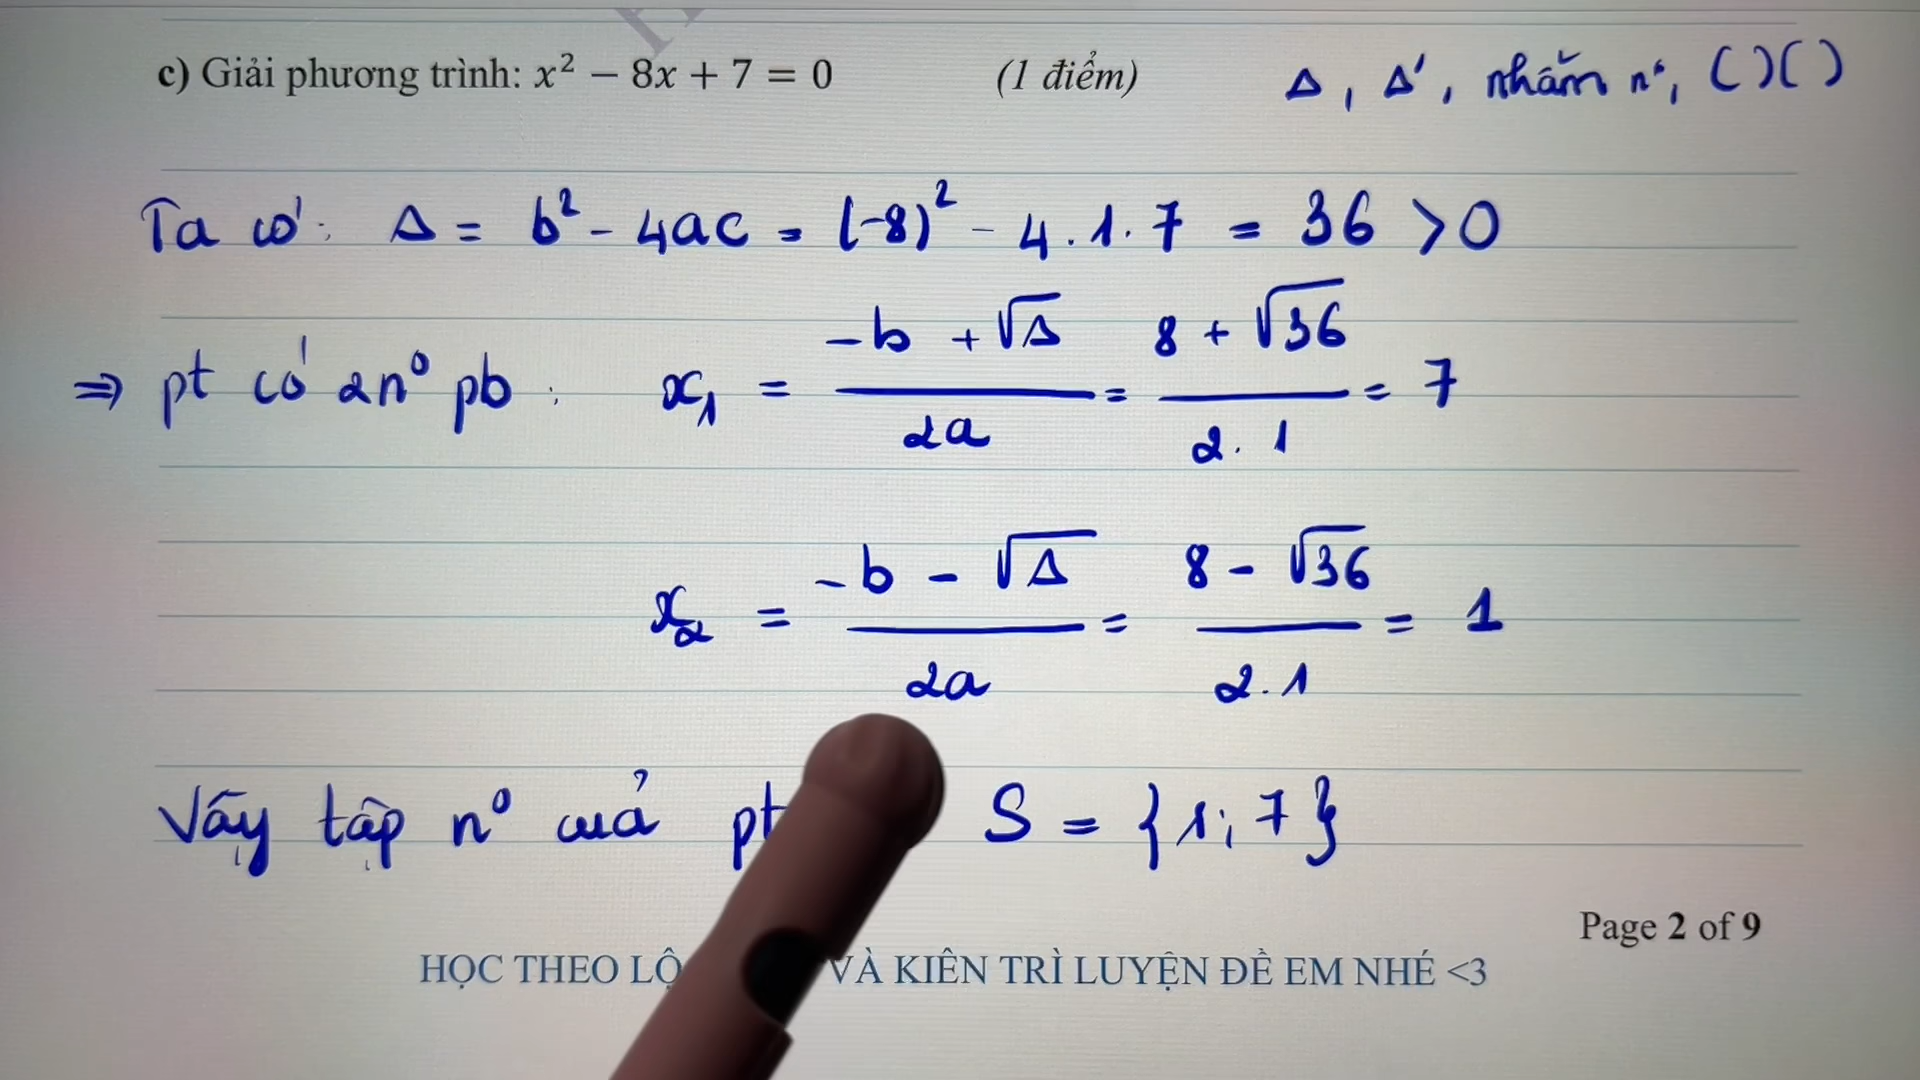 c) Giải phương trình: x² − 8x + 7 = 0 (1 điểm) Δ, Δ', nhẩm n°, ( )( )
Ta có: Δ = b² - 4ac = (-8)² - 4.1.7 = 36 > 0
⇒ pt có 2n° pb: x₁ = (-b + √Δ)/2a = (8 + √36)/2.1 = 7
x₂ = (-b - √Δ)/2a = (8 - √36)/2.1 = 1
Vậy tập n° của pt S = {1; 7}
Page 2 of 9
HỌC THEO LỘ VÀ KIÊN TRÌ LUYỆN ĐỀ EM NHÉ <3